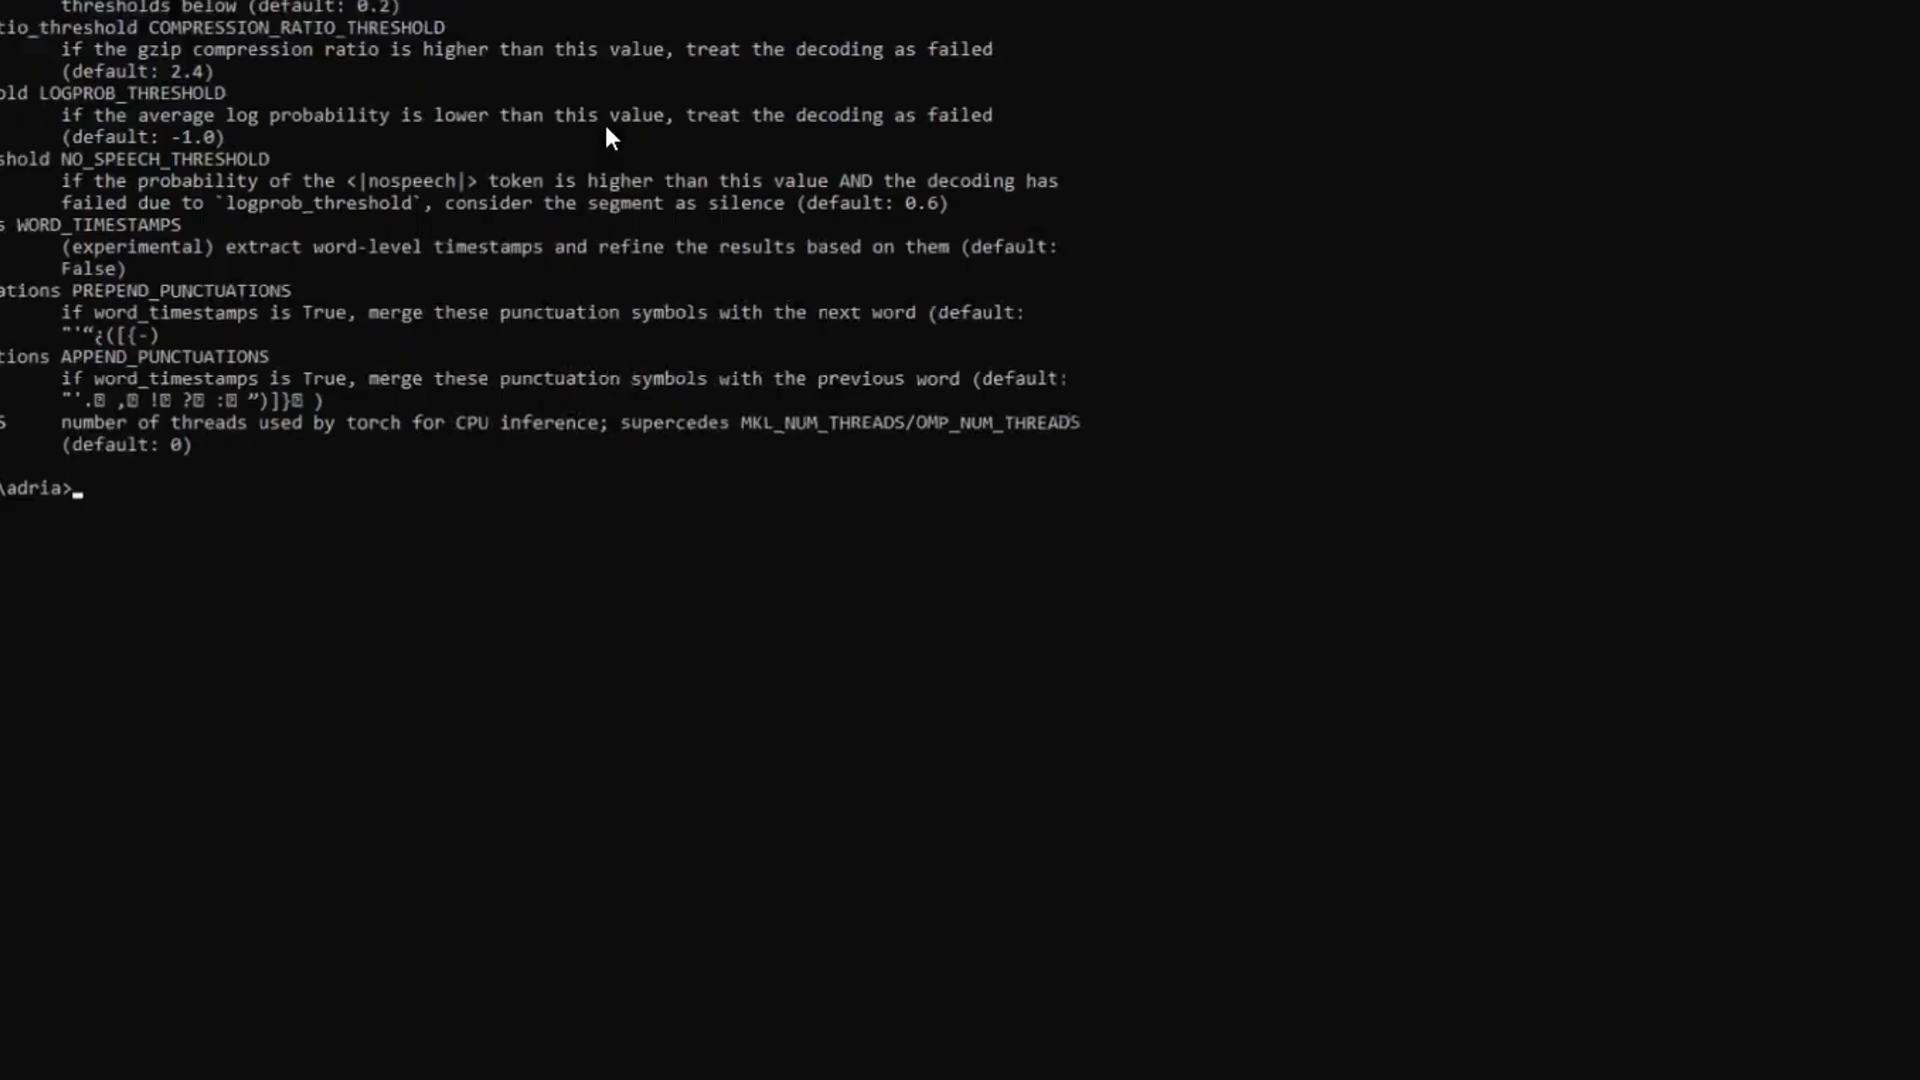 thresholds below (default: 0.2)
tio_threshold COMPRESSION_RATIO_THRESHOLD
if the gzip compression ratio is higher than this value, treat the decoding as failed
(default: 2.4)
old LOGPROB_THRESHOLD
if the average log probability is lower than this value, treat the decoding as failed
(default: -1.0)
shold NO_SPEECH_THRESHOLD
if the probability of the <|nospeech|> token is higher than this value AND the decoding has
failed due to `logprob_threshold`, consider the segment as silence (default: 0.6)
s WORD_TIMESTAMPS
(experimental) extract word-level timestamps and refine the results based on them (default:
False)
ations PREPEND_PUNCTUATIONS
if word_timestamps is True, merge these punctuation symbols with the next word (default:
"'“¿([{-)
tions APPEND_PUNCTUATIONS
if word_timestamps is True, merge these punctuation symbols with the previous word (default:
"'.⍰ ,⍰ !⍰ ?⍰ :⍰ ”)]}⍰ )
S number of threads used by torch for CPU inference; supercedes MKL_NUM_THREADS/OMP_NUM_THREADS
(default: 0)
\adria>